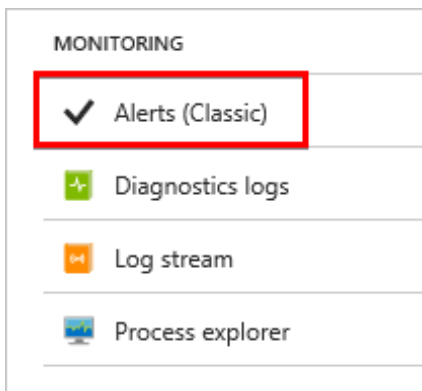 MONITORING
Alerts (Classic)
Diagnostics logs
Log stream
Process explorer